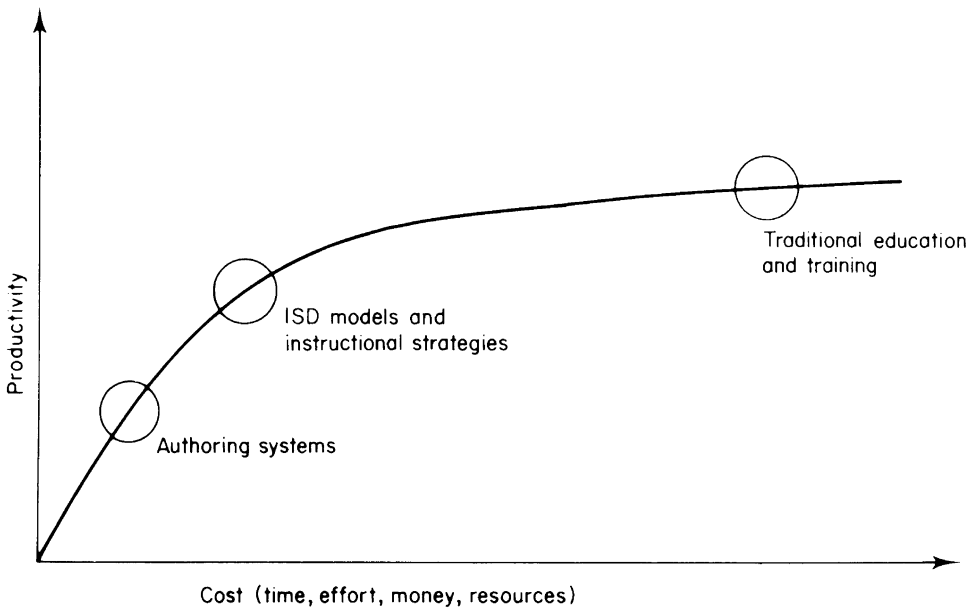 Productivity
Traditional education
and training
ISD models and
instructional strategies
Authoring systems
Cost (time, effort, money, resources)